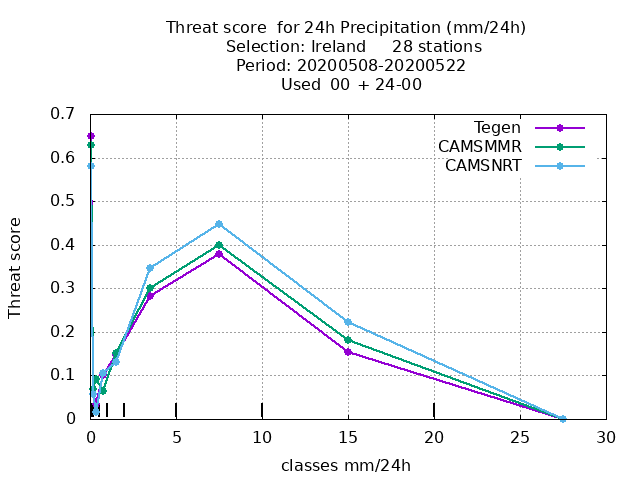 Threat score  for 24h Precipitation (mm/24h)
Selection: Ireland     28 stations
Period: 20200508-20200522
Used  00 + 24-00
0.7
0.6
0.5
0.4
0.3
0.2
0.1
0
Threat score
Tegen
CAMSMMR
CAMSNRT
0 5 10 15 20 25 30
classes mm/24h